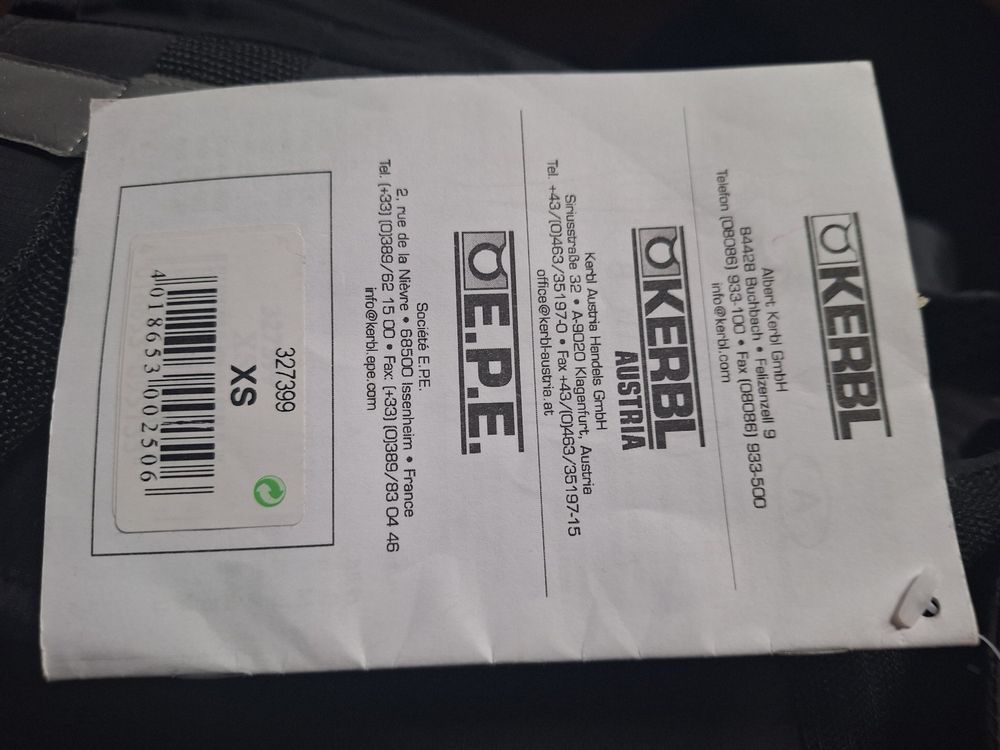 KERBL
Albert Kerbl GmbH
84428 Buchbach • Felizenzell 9
Telefon (08086) 933-100 • Fax (08086) 933-500
info@kerbl.com
KERBL
AUSTRIA
Kerbl Austria Handels GmbH
Siriusstraße 32 • A-9020 Klagenfurt, Austria
Tel. +43/(0)463/35197-0 • Fax +43/(0)463/35197-15
office@kerbl-austria.at
E.P.E.
Société E.P.E.
2, rue de la Nièvre • 68500 Issenheim • France
Tel. (+33) (0)389/62 15 00 • Fax: (+33) (0)389/83 04 46
info@kerbl.epe.com
327399
XS
4 018653 002506